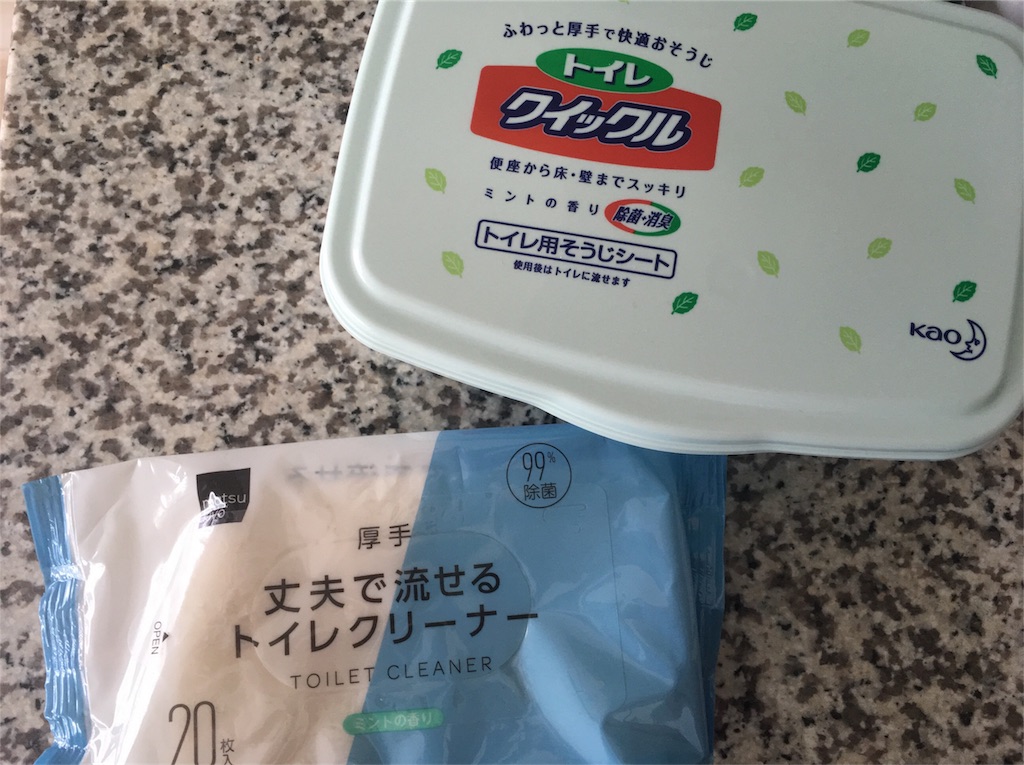 ふわっと厚手で快適おそうじ
トイレ
クイックル
便座から床・壁までスッキリ
ミントの香り 除菌・消臭
トイレ用そうじシート
使用後はトイレに流せます
Kao
99%
除菌
厚手
丈夫で流せる
トイレクリーナー
TOILET CLEANER
OPEN
ミントの香り
20枚入